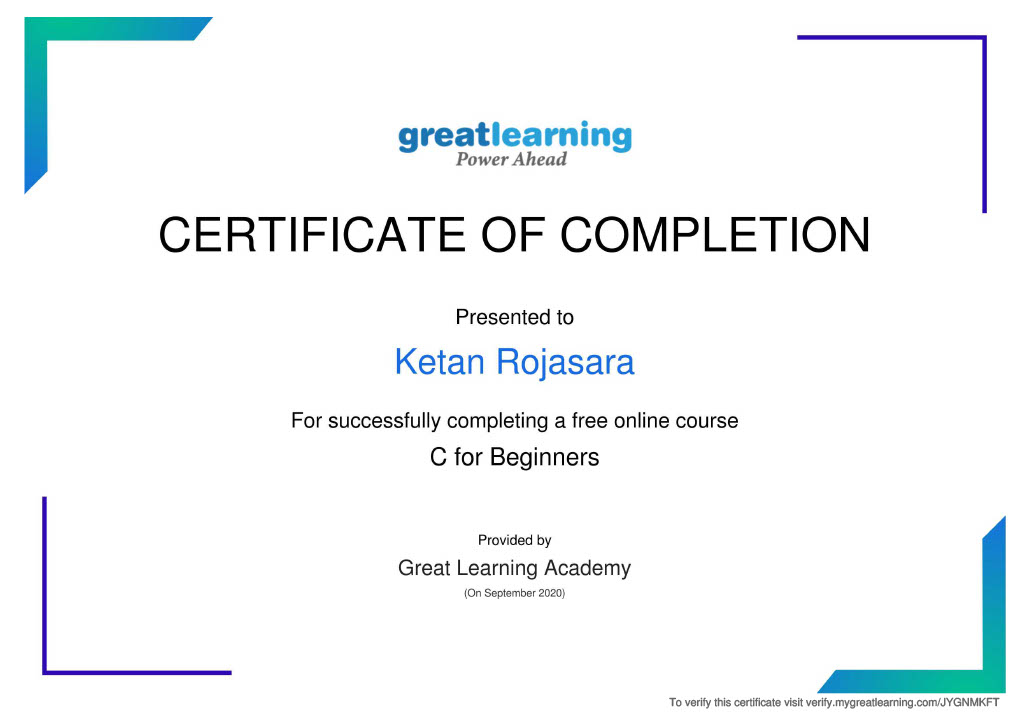 greatlearning
Power Ahead
CERTIFICATE OF COMPLETION
Presented to
Ketan Rojasara
For successfully completing a free online course
C for Beginners
Provided by
Great Learning Academy
(On September 2020)
To verify this certificate visit verify.mygreatlearning.com/JYGNMKFT